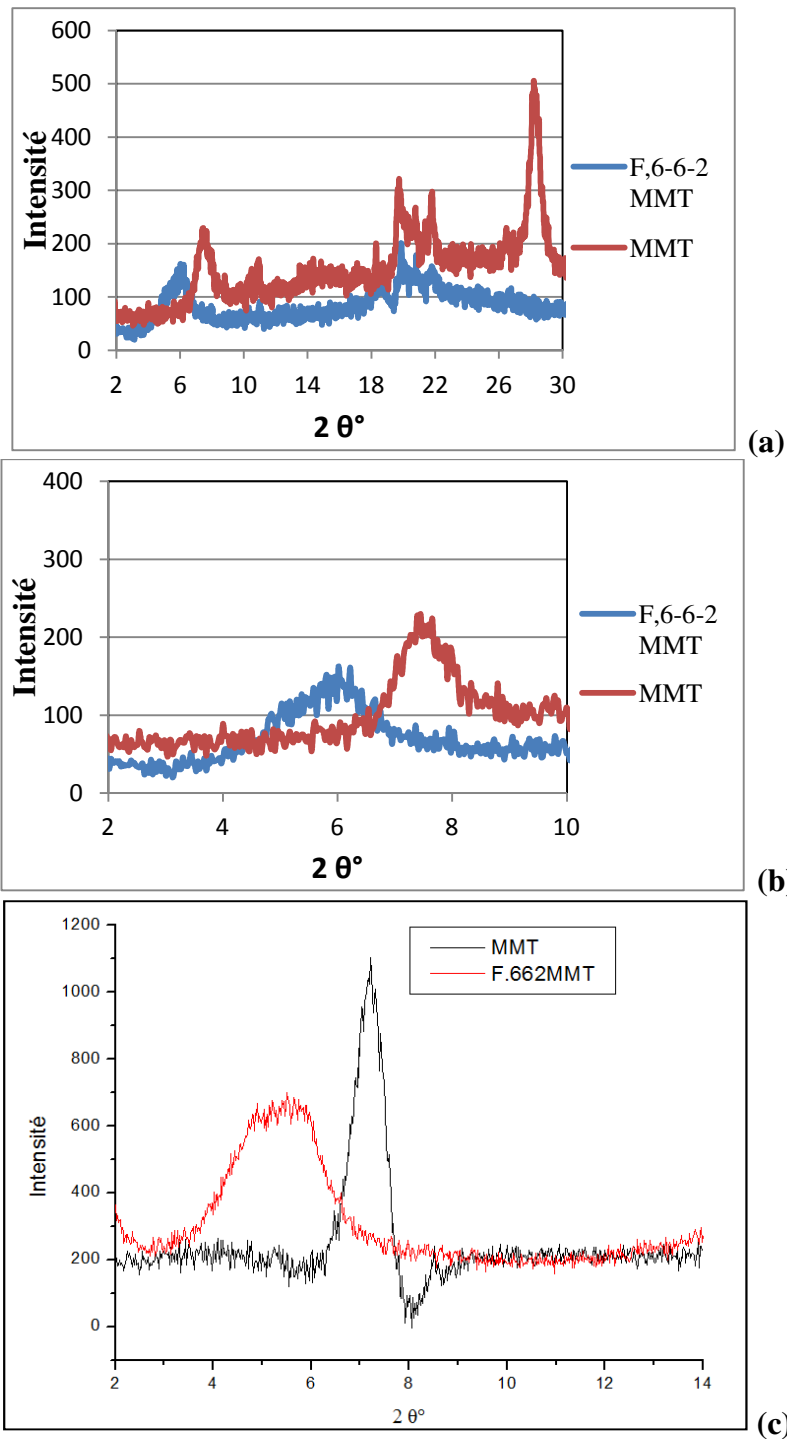 600
500
400
300
200
100
0
Intensité
2 6 10 14 18 22 26 30
2 θ°
F,6-6-2
MMT
MMT
(a)
400
300
200
100
0
Intensité
2 4 6 8 10
2 θ°
F,6-6-2
MMT
MMT
(b)
1200
1000
800
600
400
200
0
Intensité
2 4 6 8 10 12 14
2 θ°
MMT
F.662MMT
(c)